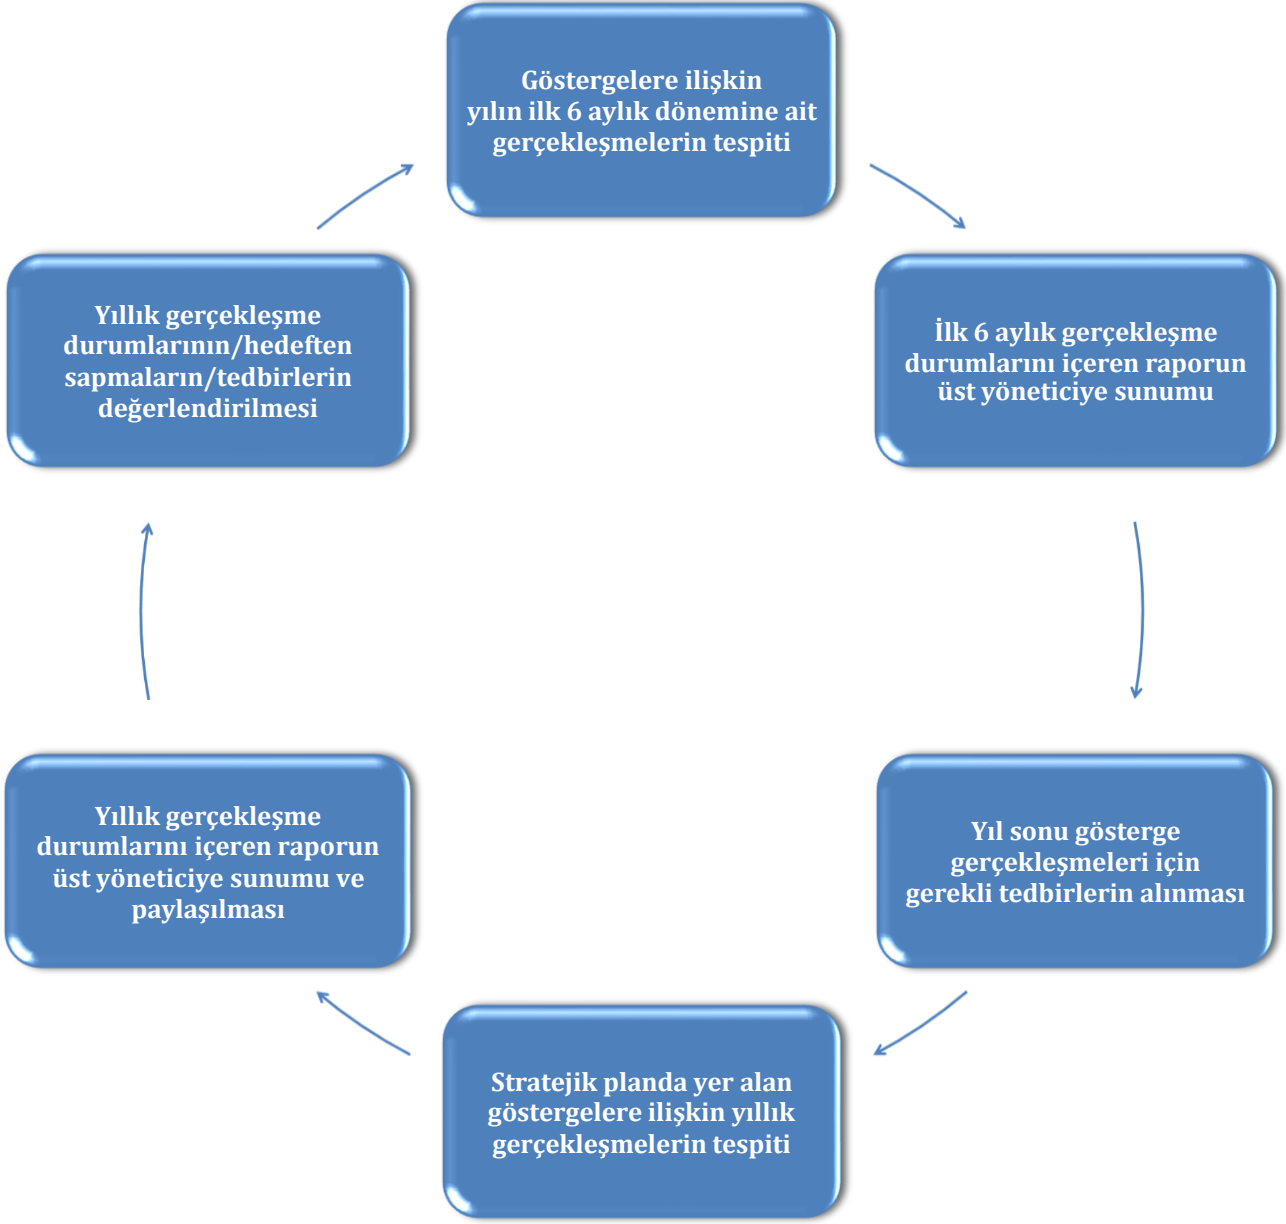 Göstergelere ilişkin
yılın ilk 6 aylık dönemine ait
gerçekleşmelerin tespiti
İlk 6 aylık gerçekleşme
durumlarını içeren raporun
üst yöneticiye sunumu
Yıl sonu gösterge
gerçekleşmeleri için
gerekli tedbirlerin alınması
Stratejik planda yer alan
göstergelere ilişkin yıllık
gerçekleşmelerin tespiti
Yıllık gerçekleşme
durumlarını içeren raporun
üst yöneticiye sunumu ve
paylaşılması
Yıllık gerçekleşme
durumlarının/hedeften
sapmaların/tedbirlerin
değerlendirilmesi